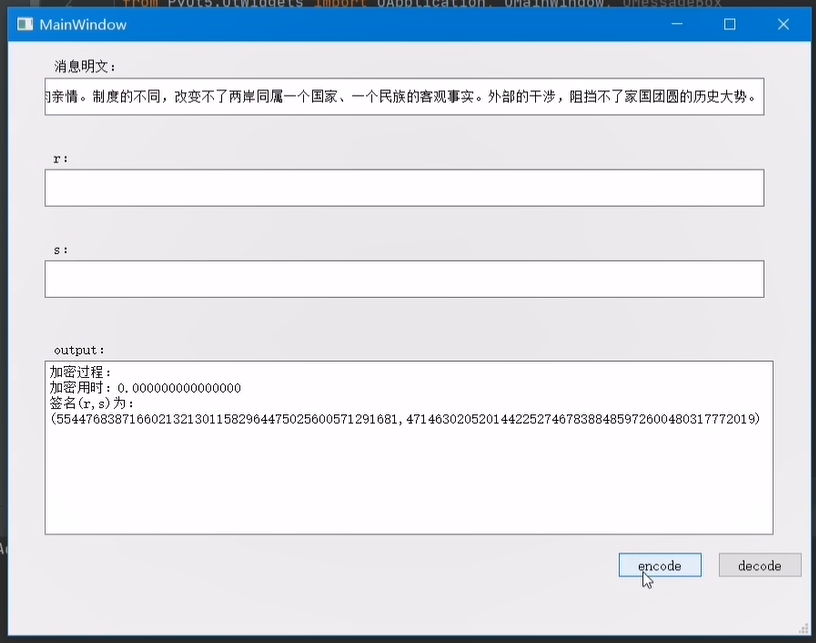 from PyQt5.QtWidgets import QApplication, QMainWindow, QMessageBox
MainWindow
消息明文：
亲情。制度的不同，改变不了两岸同属一个国家、一个民族的客观事实。外部的干涉，阻挡不了家国团圆的历史大势。
r：
s：
output：
加密过程：
加密用时：0.000000000000000
签名(r,s)为：
(554476838716602132130115829644750256005712​91681,471463020520144225274678388485972600480317772019)
encode
decode